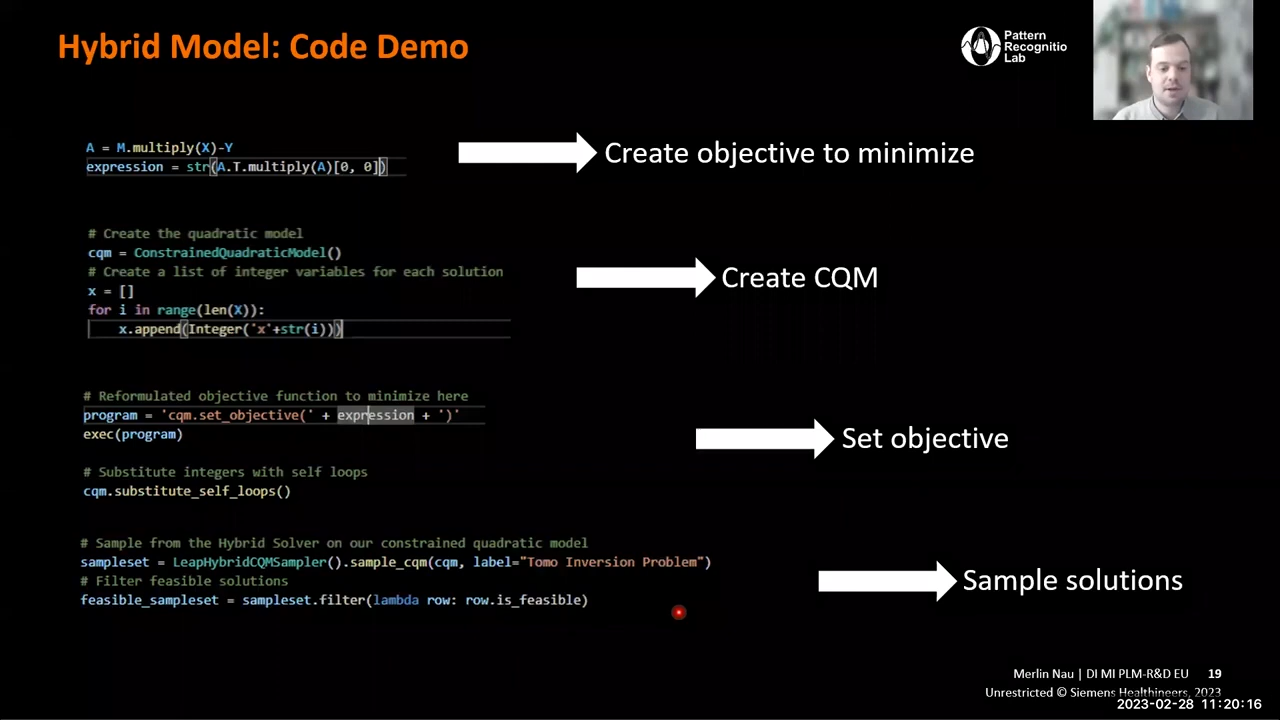 Hybrid Model: Code Demo
Pattern
Recognitio
Lab
A = M.multiply(X)-Y
expression = str(A.T.multiply(A)[0, 0])
Create objective to minimize
# Create the quadratic model
cqm = ConstrainedQuadraticModel()
# Create a list of integer variables for each solution
x = []
for i in range(len(X)):
x.append(Integer('x'+str(i)))
Create CQM
# Reformulated objective function to minimize here
program = 'cqm.set_objective(' + expression + ')'
exec(program)
Set objective
# Substitute integers with self loops
cqm.substitute_self_loops()
# Sample from the Hybrid Solver on our constrained quadratic model
sampleset = LeapHybridCQMSampler().sample_cqm(cqm, label="Tomo Inversion Problem")
# Filter feasible solutions
feasible_sampleset = sampleset.filter(lambda row: row.is_feasible)
Sample solutions
Merlin Nau | DI MI PLM-R&D EU 19
Unrestricted © Siemens Healthineers, 2023
2023-02-28 11:20:16